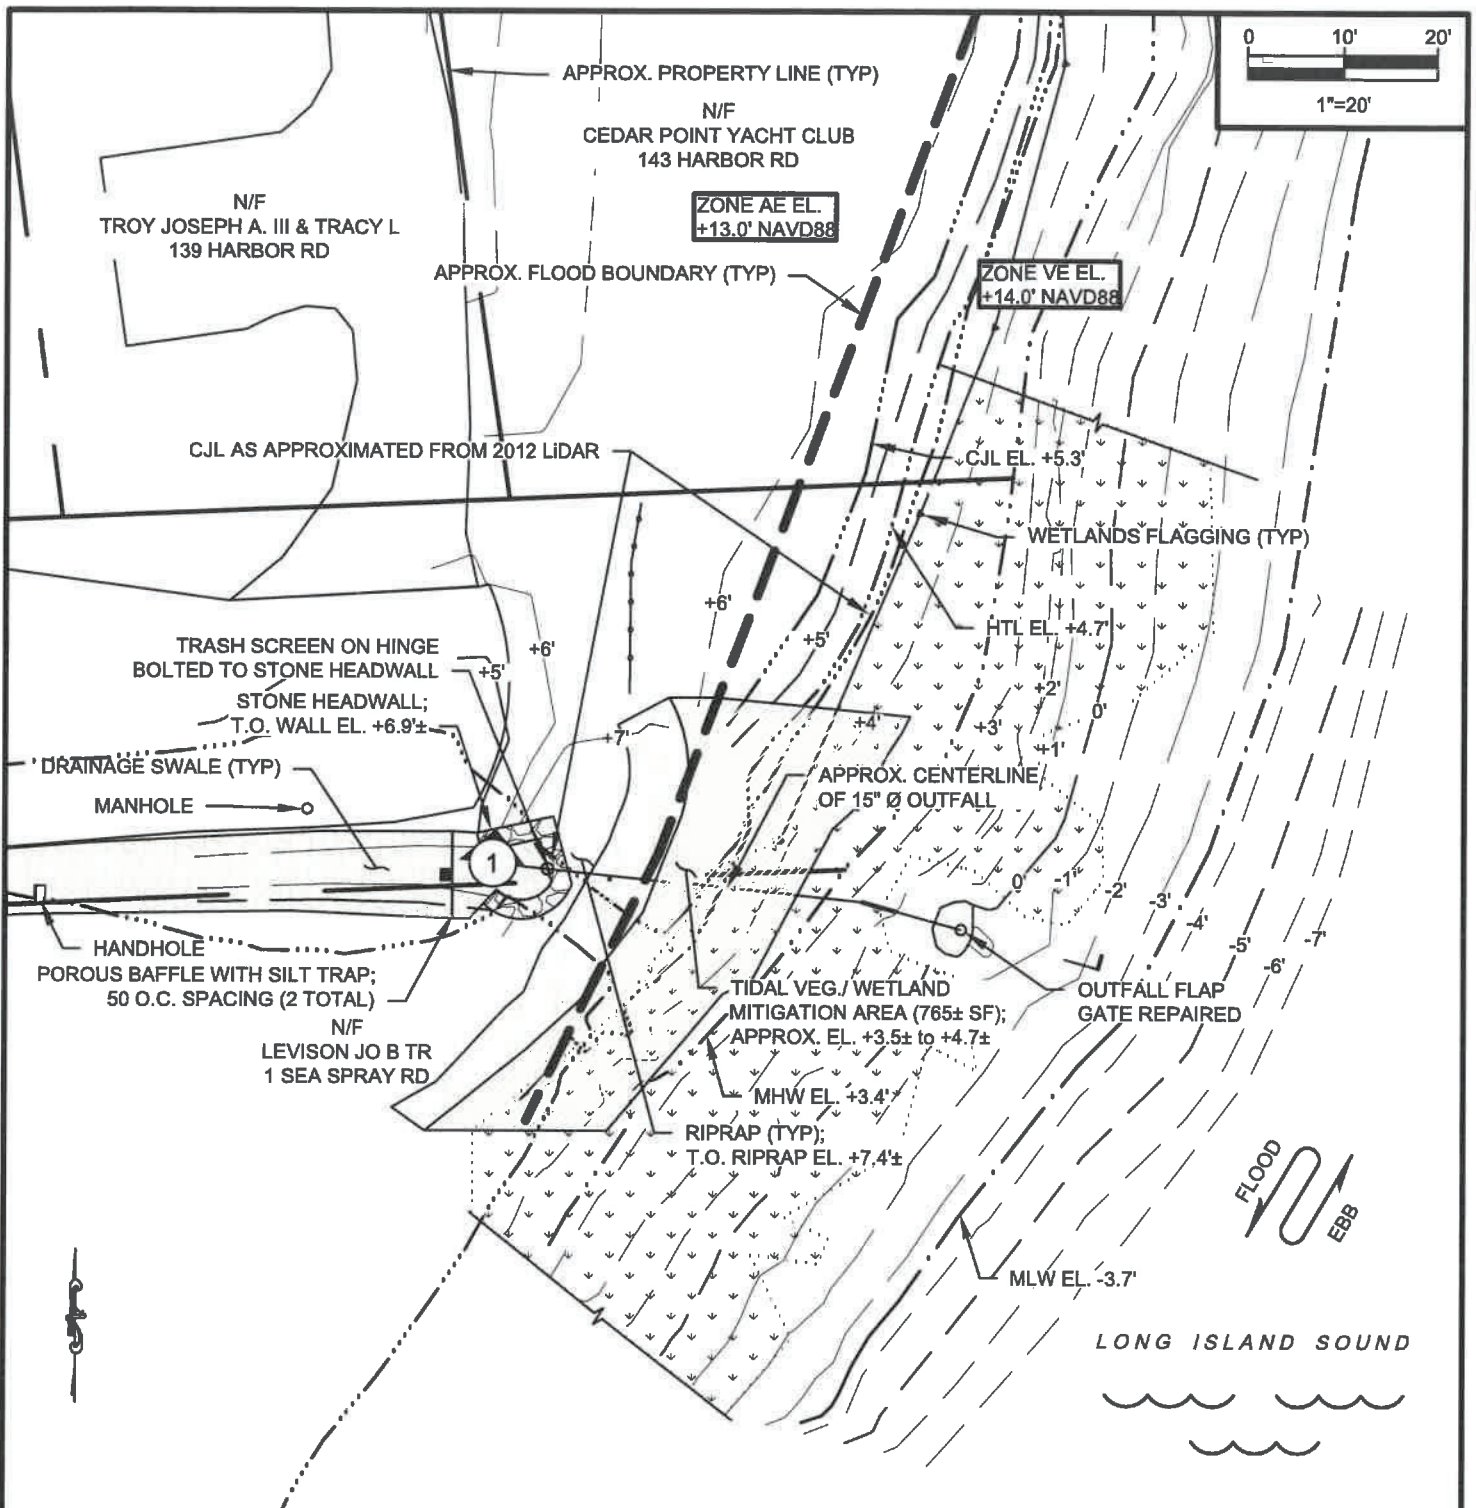 0 10' 20'
1"=20'
APPROX. PROPERTY LINE (TYP)
N/F
CEDAR POINT YACHT CLUB
143 HARBOR RD
N/F
TROY JOSEPH A. III & TRACY L
139 HARBOR RD
ZONE AE EL.
+13.0' NAVD88
APPROX. FLOOD BOUNDARY (TYP)
ZONE VE EL.
+14.0' NAVD88
CJL AS APPROXIMATED FROM 2012 LiDAR
CJL EL. +5.3'
WETLANDS FLAGGING (TYP)
+6'
+5'
HTL EL. +4.7'
TRASH SCREEN ON HINGE
BOLTED TO STONE HEADWALL
+5'
+6'
STONE HEADWALL;
T.O. WALL EL. +6.9'±
+7'
+4'
+3'
+2'
+1'
0'
DRAINAGE SWALE (TYP)
MANHOLE
APPROX. CENTERLINE
OF 15" Ø OUTFALL
1
0'
-1'
-2'
-3'
-4'
-5'
-6'
-7'
HANDHOLE
POROUS BAFFLE WITH SILT TRAP;
50 O.C. SPACING (2 TOTAL)
N/F
LEVISON JO B TR
1 SEA SPRAY RD
TIDAL VEG./ WETLAND
MITIGATION AREA (765± SF);
APPROX. EL. +3.5± to +4.7±
OUTFALL FLAP
GATE REPAIRED
MHW EL. +3.4'
RIPRAP (TYP);
T.O. RIPRAP EL. +7.4'±
FLOOD
EBB
MLW EL. -3.7'
LONG ISLAND SOUND